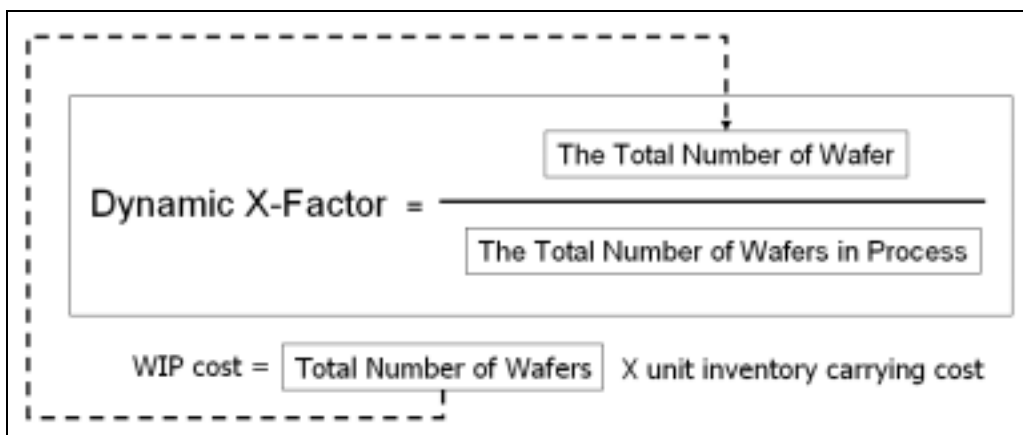 The Total Number of Wafer
Dynamic X-Factor =
The Total Number of Wafers in Process
WIP cost = Total Number of Wafers X unit inventory carrying cost